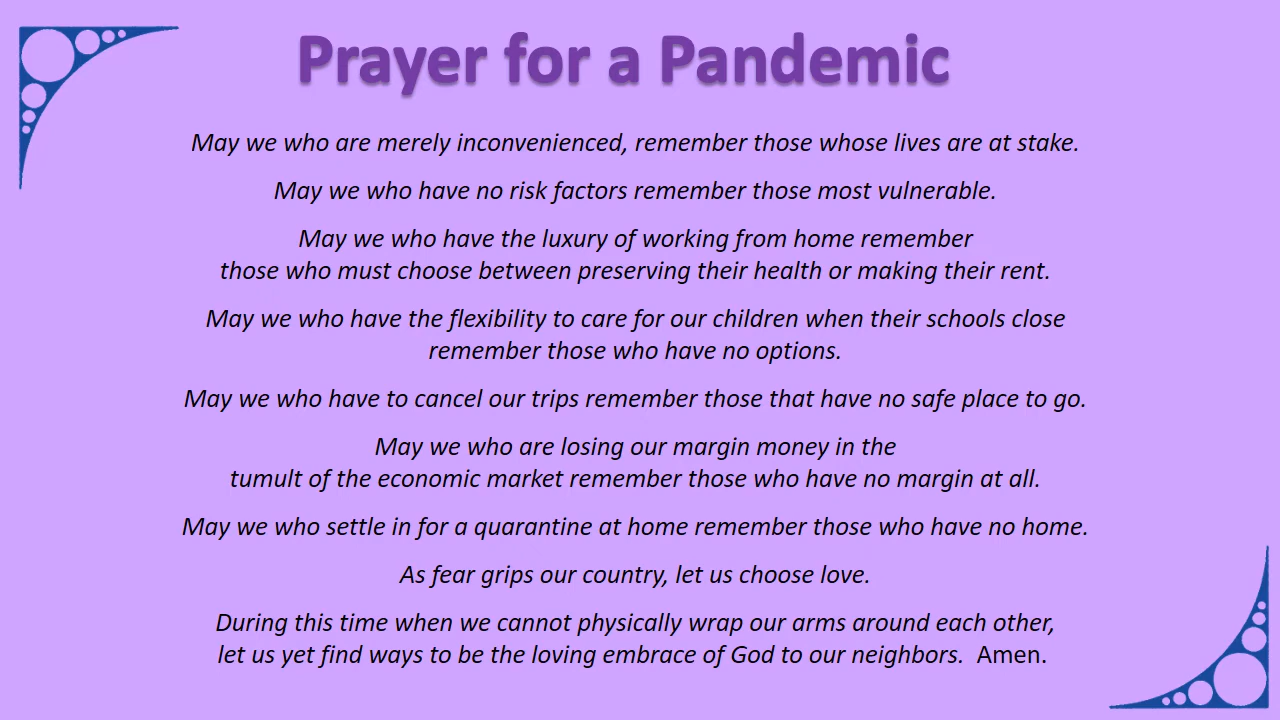 Prayer for a Pandemic
May we who are merely inconvenienced, remember those whose lives are at stake.
May we who have no risk factors remember those most vulnerable.
May we who have the luxury of working from home remember
those who must choose between preserving their health or making their rent.
May we who have the flexibility to care for our children when their schools close
remember those who have no options.
May we who have to cancel our trips remember those that have no safe place to go.
May we who are losing our margin money in the
tumult of the economic market remember those who have no margin at all.
May we who settle in for a quarantine at home remember those who have no home.
As fear grips our country, let us choose love.
During this time when we cannot physically wrap our arms around each other,
let us yet find ways to be the loving embrace of God to our neighbors.  Amen.